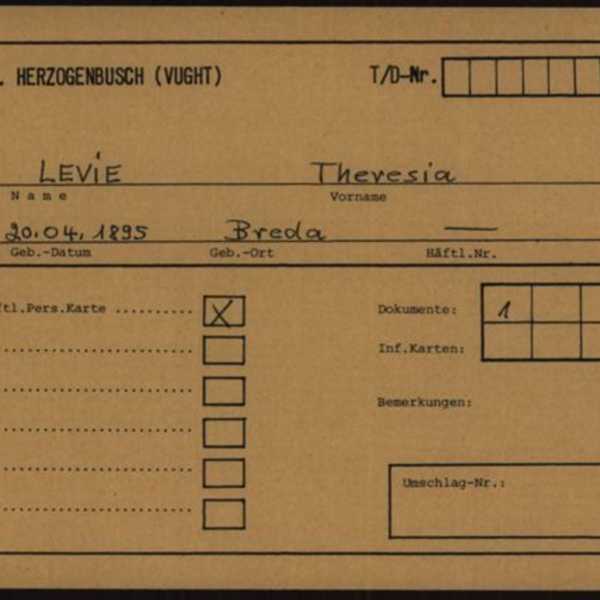 . HERZOGENBUSCH (VUGHT) T/D-Nr.
LEVIE Theresia
Name Vorname
20.04.1895 Breda —
Geb.-Datum Geb.-Ort Häftl.Nr.
ftl.Pers.Karte .......... X Dokumente: 1
Inf.Karten:
Bemerkungen:
Umschlag-Nr.: